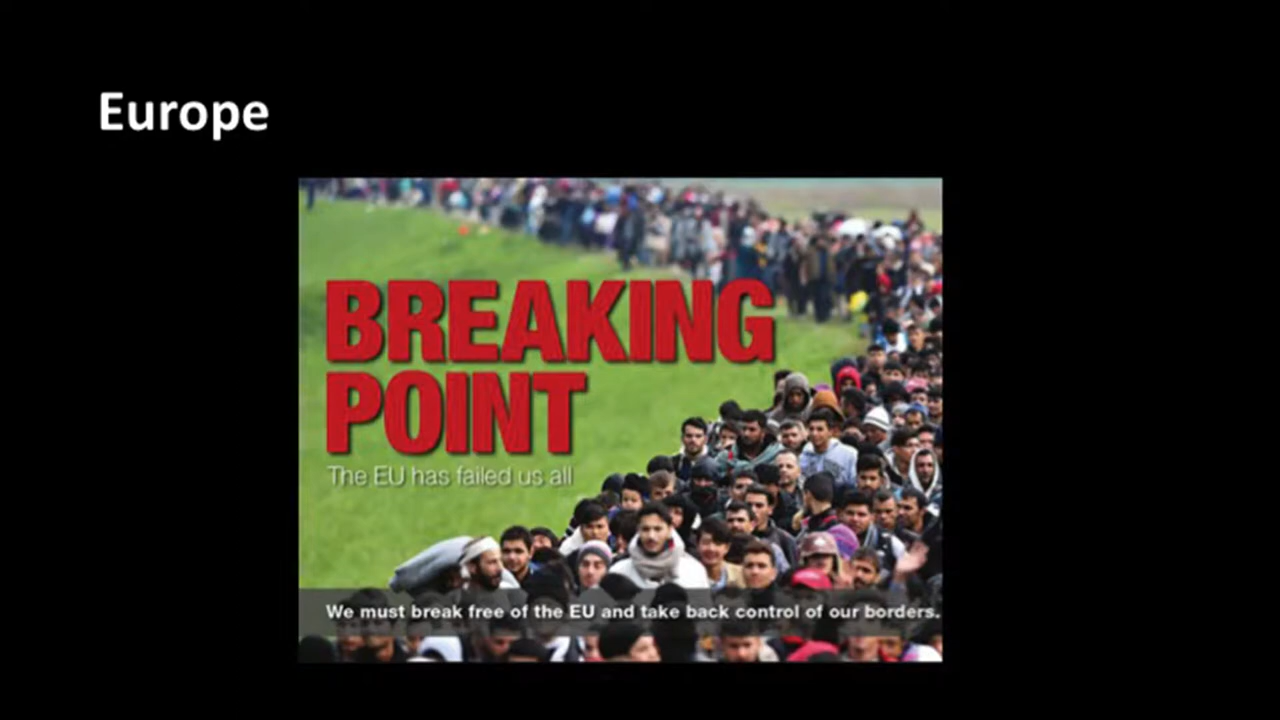 Europe
BREAKING
POINT
The EU has failed us all
We must break free of the EU and take back control of our borders.